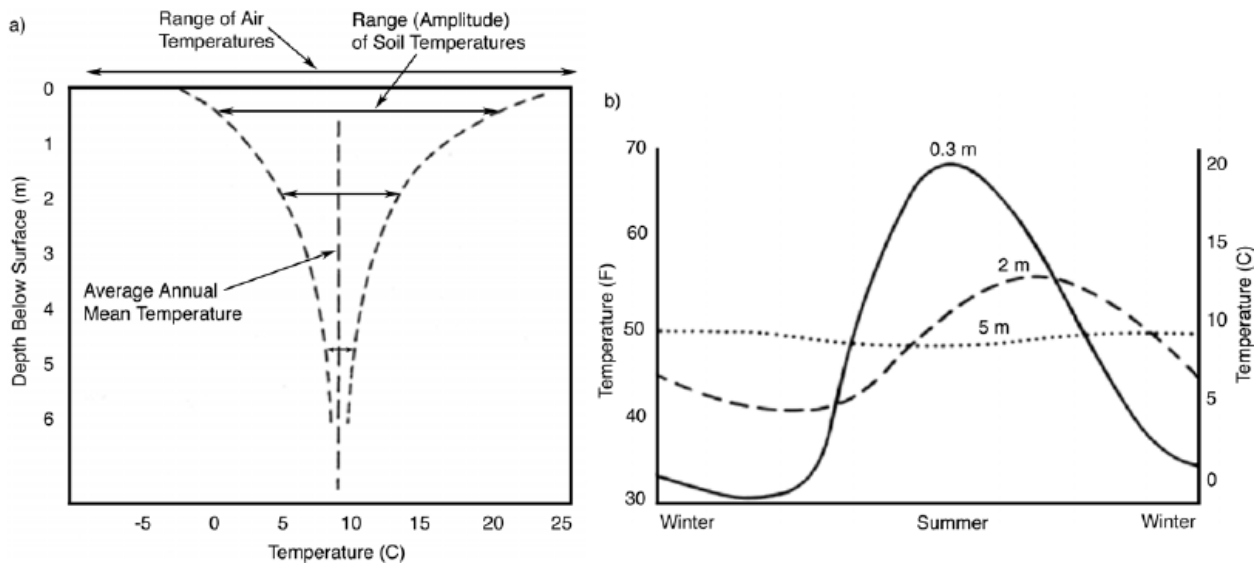 a)
Range of Air
Temperatures
Range (Amplitude)
of Soil Temperatures
0
1
2
3
4
5
6
Depth Below Surface (m)
Average Annual
Mean Temperature
-5 0 5 10 15 20 25
Temperature (C)
b)
70
60
50
40
30
Temperature (F)
0.3 m
2 m
5 m
20
15
10
5
0
Temperature (C)
Winter Summer Winter